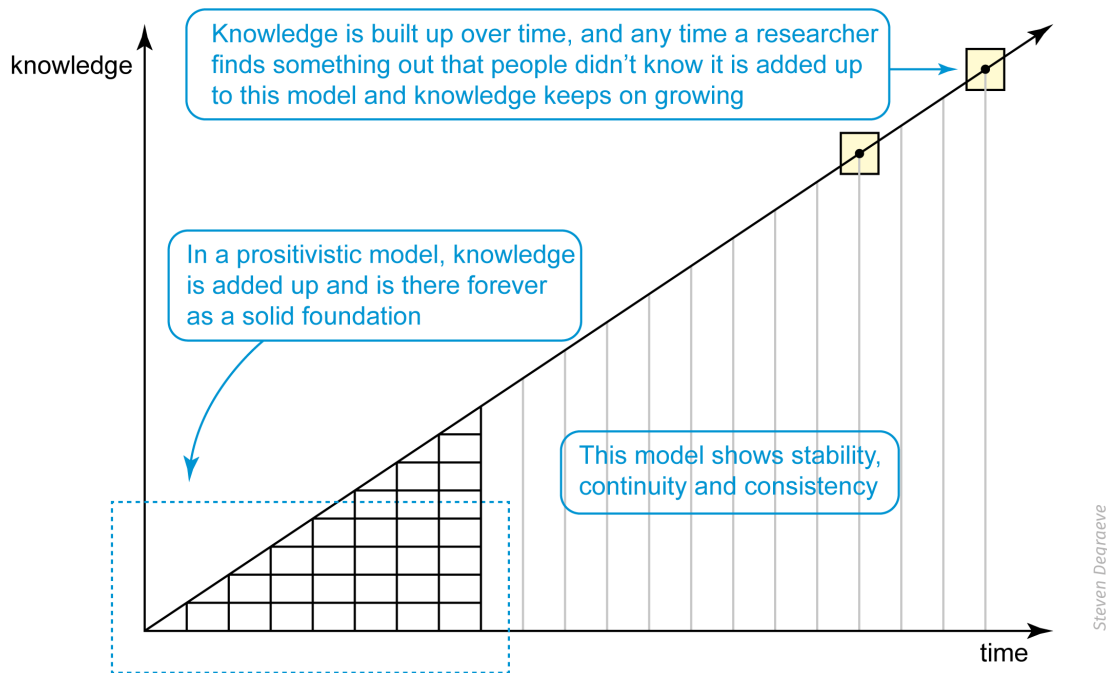 Knowledge is built up over time, and any time a researcher
finds something out that people didn't know it is added up
to this model and knowledge keeps on growing
knowledge
In a prositivistic model, knowledge
is added up and is there forever
as a solid foundation
This model shows stability,
continuity and consistency
time
Steven Degraeve